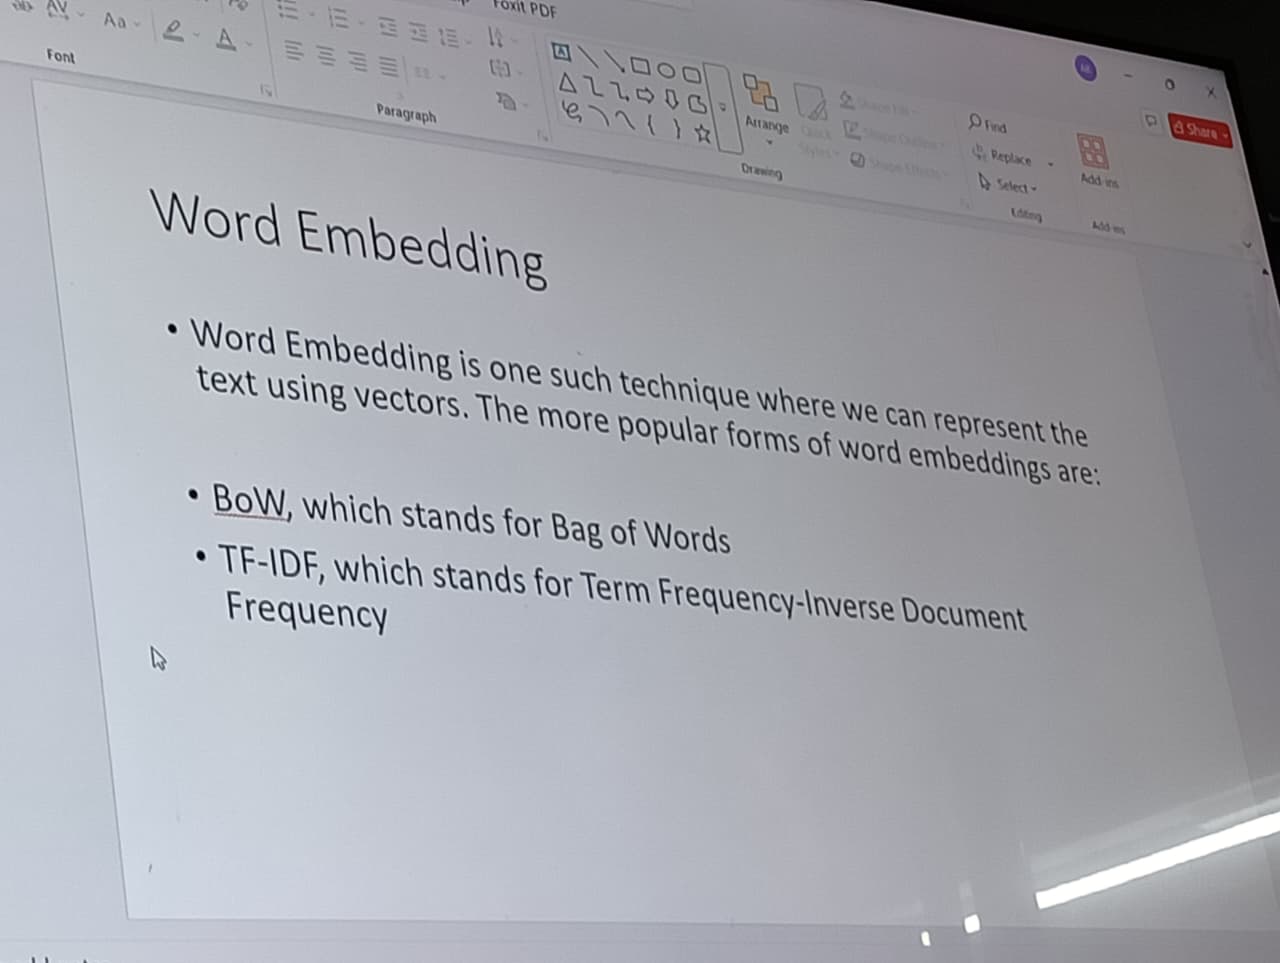 Foxit PDF
Aa
A
Font
Paragraph
Arrange
Quick
Styles
Drawing
Shape Fill
Shape Outline
Shape Effects
Find
Replace
Select
Editing
Add-ins
Add-ins
Share
Word Embedding
• Word Embedding is one such technique where we can represent the
text using vectors. The more popular forms of word embeddings are:
• BoW, which stands for Bag of Words
• TF-IDF, which stands for Term Frequency-Inverse Document
Frequency